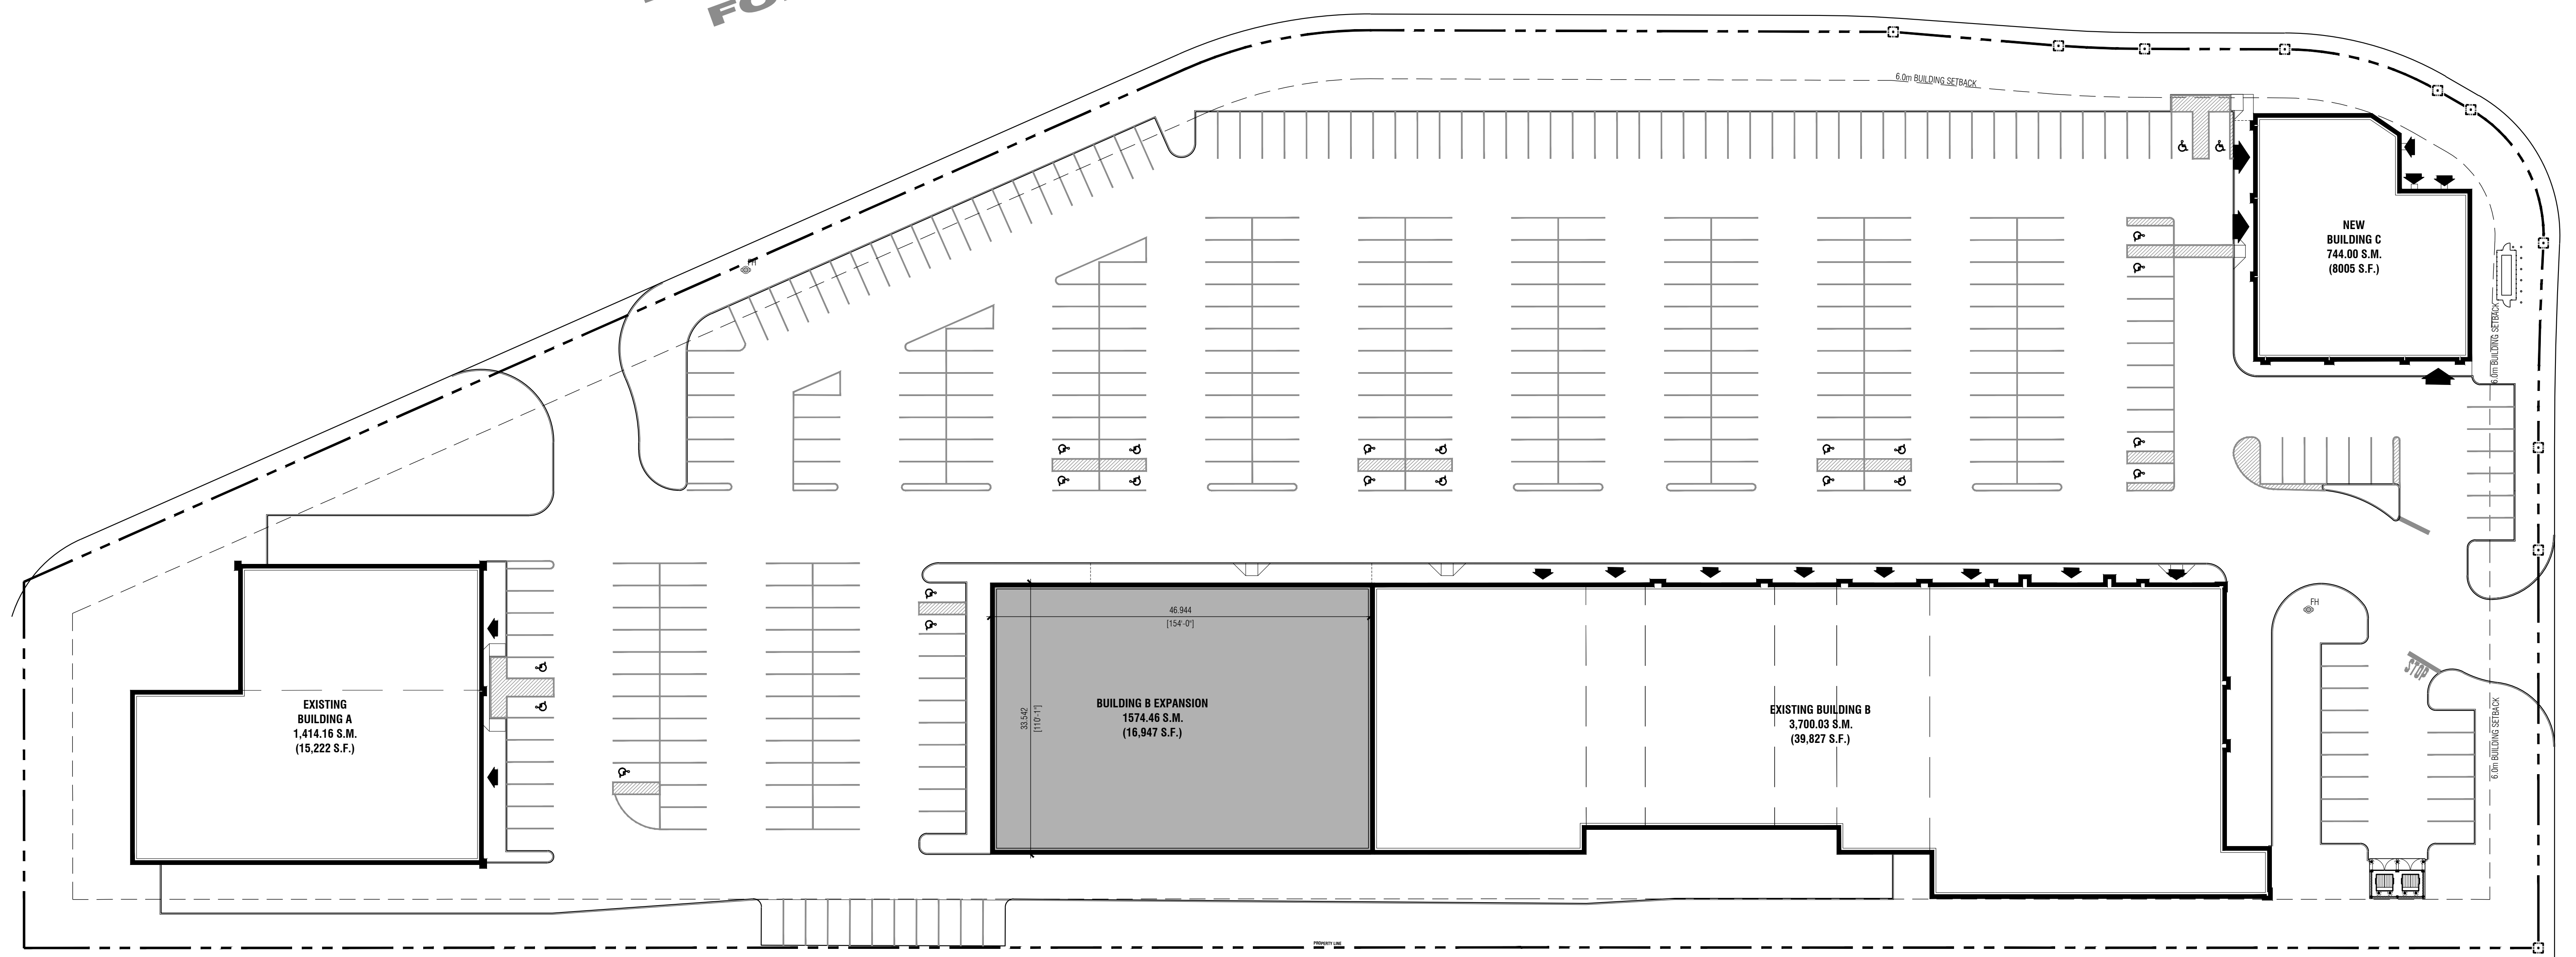 FO
6.0m BUILDING SETBACK
FH
NEW
BUILDING C
744.00 S.M.
(8005 S.F.)
6.0m BUILDING SETBACK
46.944
[154'-0"]
33.542
[110'-1"]
BUILDING B EXPANSION
1574.46 S.M.
(16,947 S.F.)
EXISTING BUILDING B
3,700.03 S.M.
(39,827 S.F.)
EXISTING
BUILDING A
1,414.16 S.M.
(15,222 S.F.)
FH
STOP
6.0m BUILDING SETBACK
PROPERTY LINE